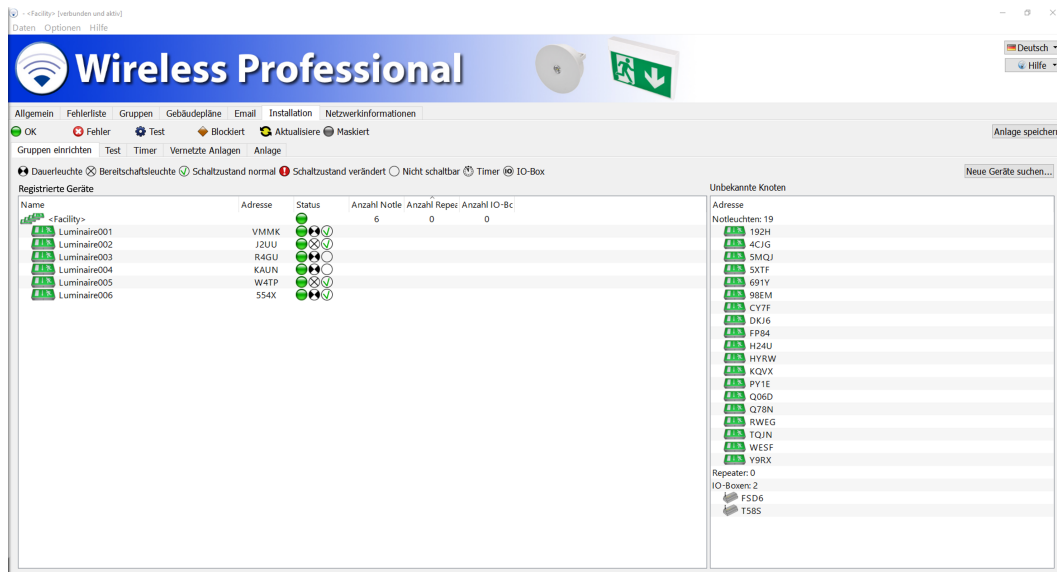 - <Facility> [verbunden und aktiv]
Daten Optionen Hilfe
Wireless Professional
Deutsch
Hilfe
Allgemein Fehlerliste Gruppen Gebäudepläne Email Installation Netzwerkinformationen
OK Fehler Test Blockiert Aktualisiere Maskiert Anlage speichern
Gruppen einrichten Test Timer Vernetzte Anlagen Anlage
Dauerleuchte Bereitschaftsleuchte Schaltzustand normal Schaltzustand verändert Nicht schaltbar Timer IO IO-Box Neue Geräte suchen...
Registrierte Geräte
Name Adresse Status Anzahl Notle Anzahl Repea Anzahl IO-Bc
<Facility> 6 0 0
Luminaire001 VMMK
Luminaire002 J2UU
Luminaire003 R4GU
Luminaire004 KAUN
Luminaire005 W4TP
Luminaire006 554X
Unbekannte Knoten
Adresse
Notleuchten: 19
192H
4CJG
5MQJ
5XTF
691Y
98EM
CY7F
DKJ6
FP84
H24U
HYRW
KQVX
PY1E
Q06D
Q78N
RWEG
TQJN
WESF
Y9RX
Repeater: 0
IO-Boxen: 2
FSD6
T58S